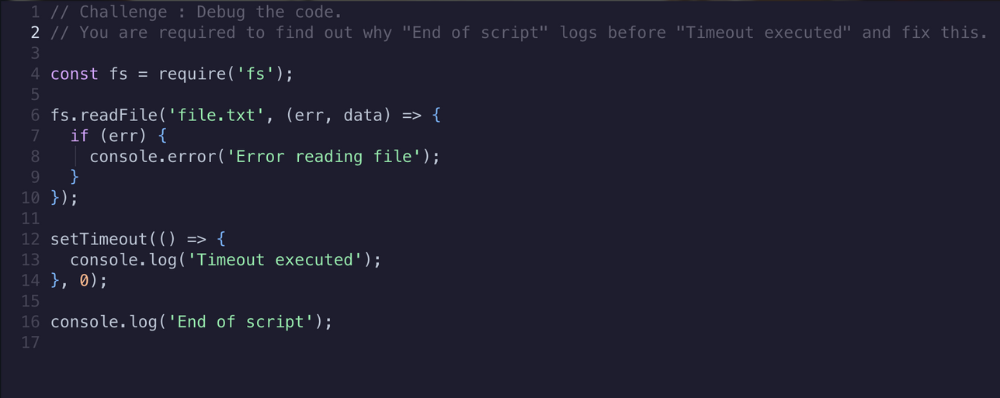 1 // Challenge : Debug the code.
2 // You are required to find out why "End of script" logs before "Timeout executed" and fix this.
3
4 const fs = require('fs');
5
6 fs.readFile('file.txt', (err, data) => {
7   if (err) {
8     console.error('Error reading file');
9   }
10 });
11
12 setTimeout(() => {
13   console.log('Timeout executed');
14 }, 0);
15
16 console.log('End of script');
17